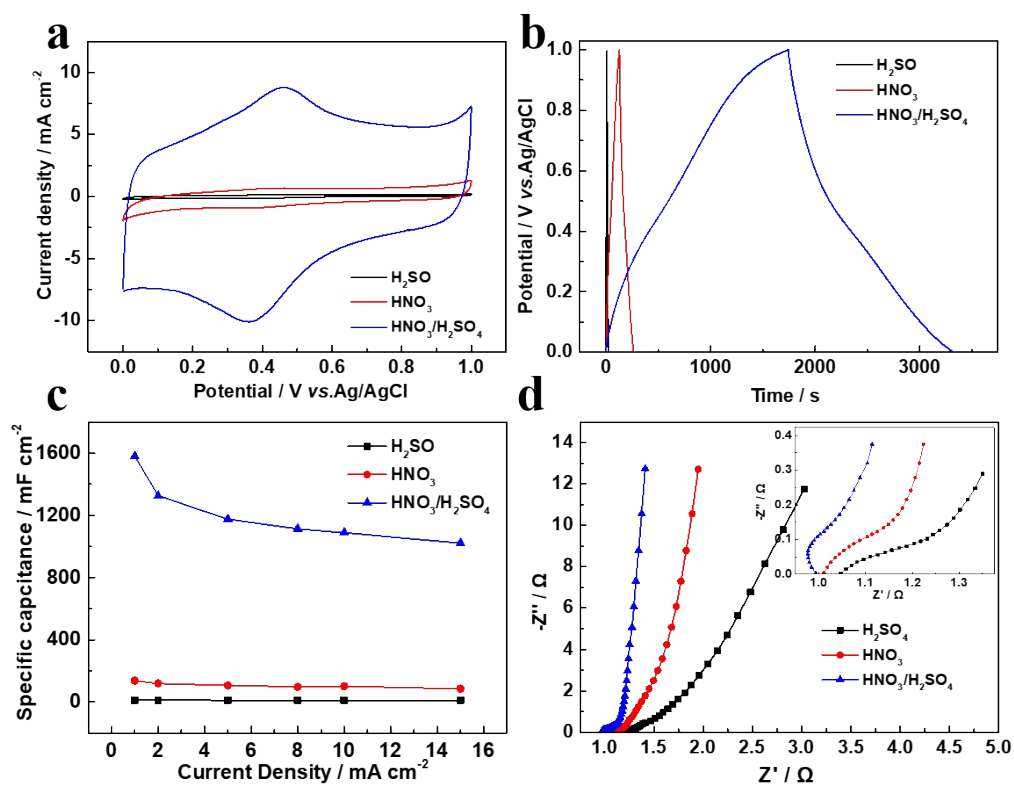 a
Current density / mA cm-2
10
5
0
-5
-10
0.0 0.2 0.4 0.6 0.8 1.0
Potential / V vs.Ag/AgCl
H2SO
HNO3
HNO3/H2SO4
b
Potential / V vs.Ag/AgCl
1.0
0.8
0.6
0.4
0.2
0.0
0 1000 2000 3000
Time / s
H2SO
HNO3
HNO3/H2SO4
c
Specific capcitance / mF cm-2
1600
1200
800
400
0
0 2 4 6 8 10 12 14 16
Current Density / mA cm-2
H2SO
HNO3
HNO3/H2SO4
d
-Z'' / Ω
14
12
10
8
6
4
2
0
1.0 1.5 2.0 2.5 3.0 3.5 4.0 4.5 5.0
Z' / Ω
H2SO4
HNO3
HNO3/H2SO4
-Z'' / Ω
0.4
0.3
0.2
0.1
0.0
1.0 1.1 1.2 1.3
Z' / Ω